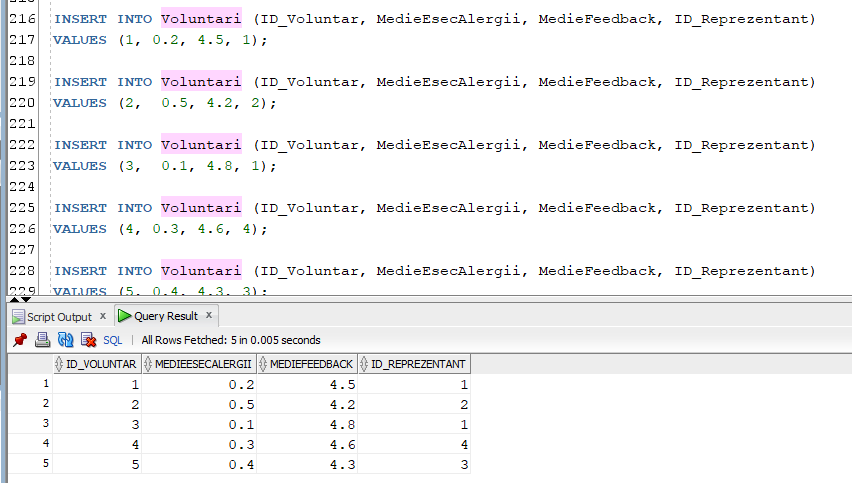 216 INSERT INTO Voluntari (ID_Voluntar, MedieEsecAlergii, MedieFeedback, ID_Reprezentant)
217 VALUES (1, 0.2, 4.5, 1);
218
219 INSERT INTO Voluntari (ID_Voluntar, MedieEsecAlergii, MedieFeedback, ID_Reprezentant)
220 VALUES (2,  0.5, 4.2, 2);
221
222 INSERT INTO Voluntari (ID_Voluntar, MedieEsecAlergii, MedieFeedback, ID_Reprezentant)
223 VALUES (3,  0.1, 4.8, 1);
224
225 INSERT INTO Voluntari (ID_Voluntar, MedieEsecAlergii, MedieFeedback, ID_Reprezentant)
226 VALUES (4, 0.3, 4.6, 4);
227
228 INSERT INTO Voluntari (ID_Voluntar, MedieEsecAlergii, MedieFeedback, ID_Reprezentant)
229 VALUES (5, 0.4, 4.3, 3);
Script Output x Query Result x
SQL | All Rows Fetched: 5 in 0.005 seconds
ID_VOLUNTAR MEDIEESECALERGII MEDIEFEEDBACK ID_REPREZENTANT
1 1 0.2 4.5 1
2 2 0.5 4.2 2
3 3 0.1 4.8 1
4 4 0.3 4.6 4
5 5 0.4 4.3 3